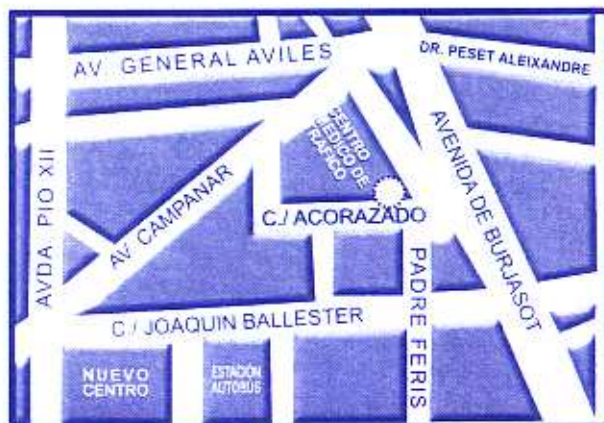 AV. GENERAL AVILES
DR. PESET ALEIXANDRE
CENTRO
MEDICO DE
TRAFICO
AVENIDA DE BURJASOT
AVDA PIO XII
AV. CAMPANAR
C./ ACORAZADO
PADRE FERIS
C / JOAQUIN BALLESTER
NUEVO
CENTRO
ESTACIÓN
AUTOBUS